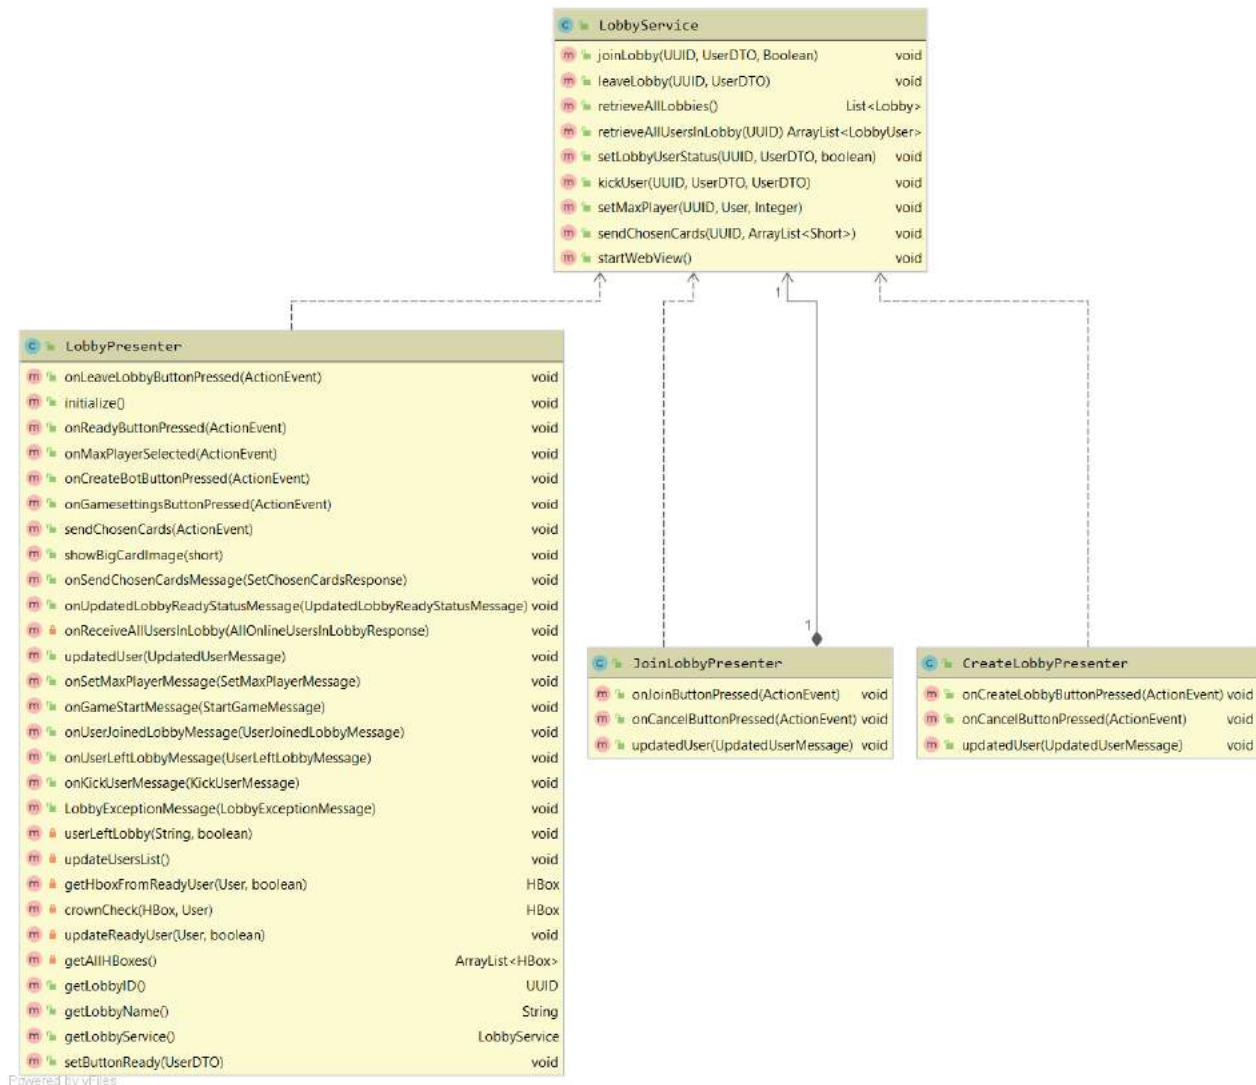 LobbyService
joinLobby(UUID, UserDTO, Boolean) void
leaveLobby(UUID, UserDTO) void
retrieveAllLobbies() List<Lobby>
retrieveAllUsersInLobby(UUID) ArrayList<LobbyUser>
setLobbyUserStatus(UUID, UserDTO, boolean) void
kickUser(UUID, UserDTO, UserDTO) void
setMaxPlayer(UUID, User, Integer) void
sendChosenCards(UUID, ArrayList<Short>) void
startWebView() void
1
LobbyPresenter
onLeaveLobbyButtonPressed(ActionEvent) void
initialize() void
onReadyButtonPressed(ActionEvent) void
onMaxPlayerSelected(ActionEvent) void
onCreateBotButtonPressed(ActionEvent) void
onGamesettingsButtonPressed(ActionEvent) void
sendChosenCards(ActionEvent) void
showBigCardImage(short) void
onSendChosenCardsMessage(SetChosenCardsResponse) void
onUpdatedLobbyReadyStatusMessage(UpdatedLobbyReadyStatusMessage) void
onReceiveAllUsersInLobby(AllOnlineUsersInLobbyResponse) void
updatedUser(UpdatedUserMessage) void
onSetMaxPlayerMessage(SetMaxPlayerMessage) void
onGameStartMessage(StartGameMessage) void
onUserJoinedLobbyMessage(UserJoinedLobbyMessage) void
onUserLeftLobbyMessage(UserLeftLobbyMessage) void
onKickUserMessage(KickUserMessage) void
LobbyExceptionMessage(LobbyExceptionMessage) void
userLeftLobby(String, boolean) void
updateUsersList() void
getHboxFromReadyUser(User, boolean) HBox
crownCheck(HBox, User) HBox
updateReadyUser(User, boolean) void
getAllHBoxes() ArrayList<HBox>
getLobbyID() UUID
getLobbyName() String
getLobbyService() LobbyService
setButtonReady(UserDTO) void
1
JoinLobbyPresenter
onJoinButtonPressed(ActionEvent) void
onCancelButtonPressed(ActionEvent) void
updatedUser(UpdatedUserMessage) void
CreateLobbyPresenter
onCreateLobbyButtonPressed(ActionEvent) void
onCancelButtonPressed(ActionEvent) void
updatedUser(UpdatedUserMessage) void
Powered by yFiles